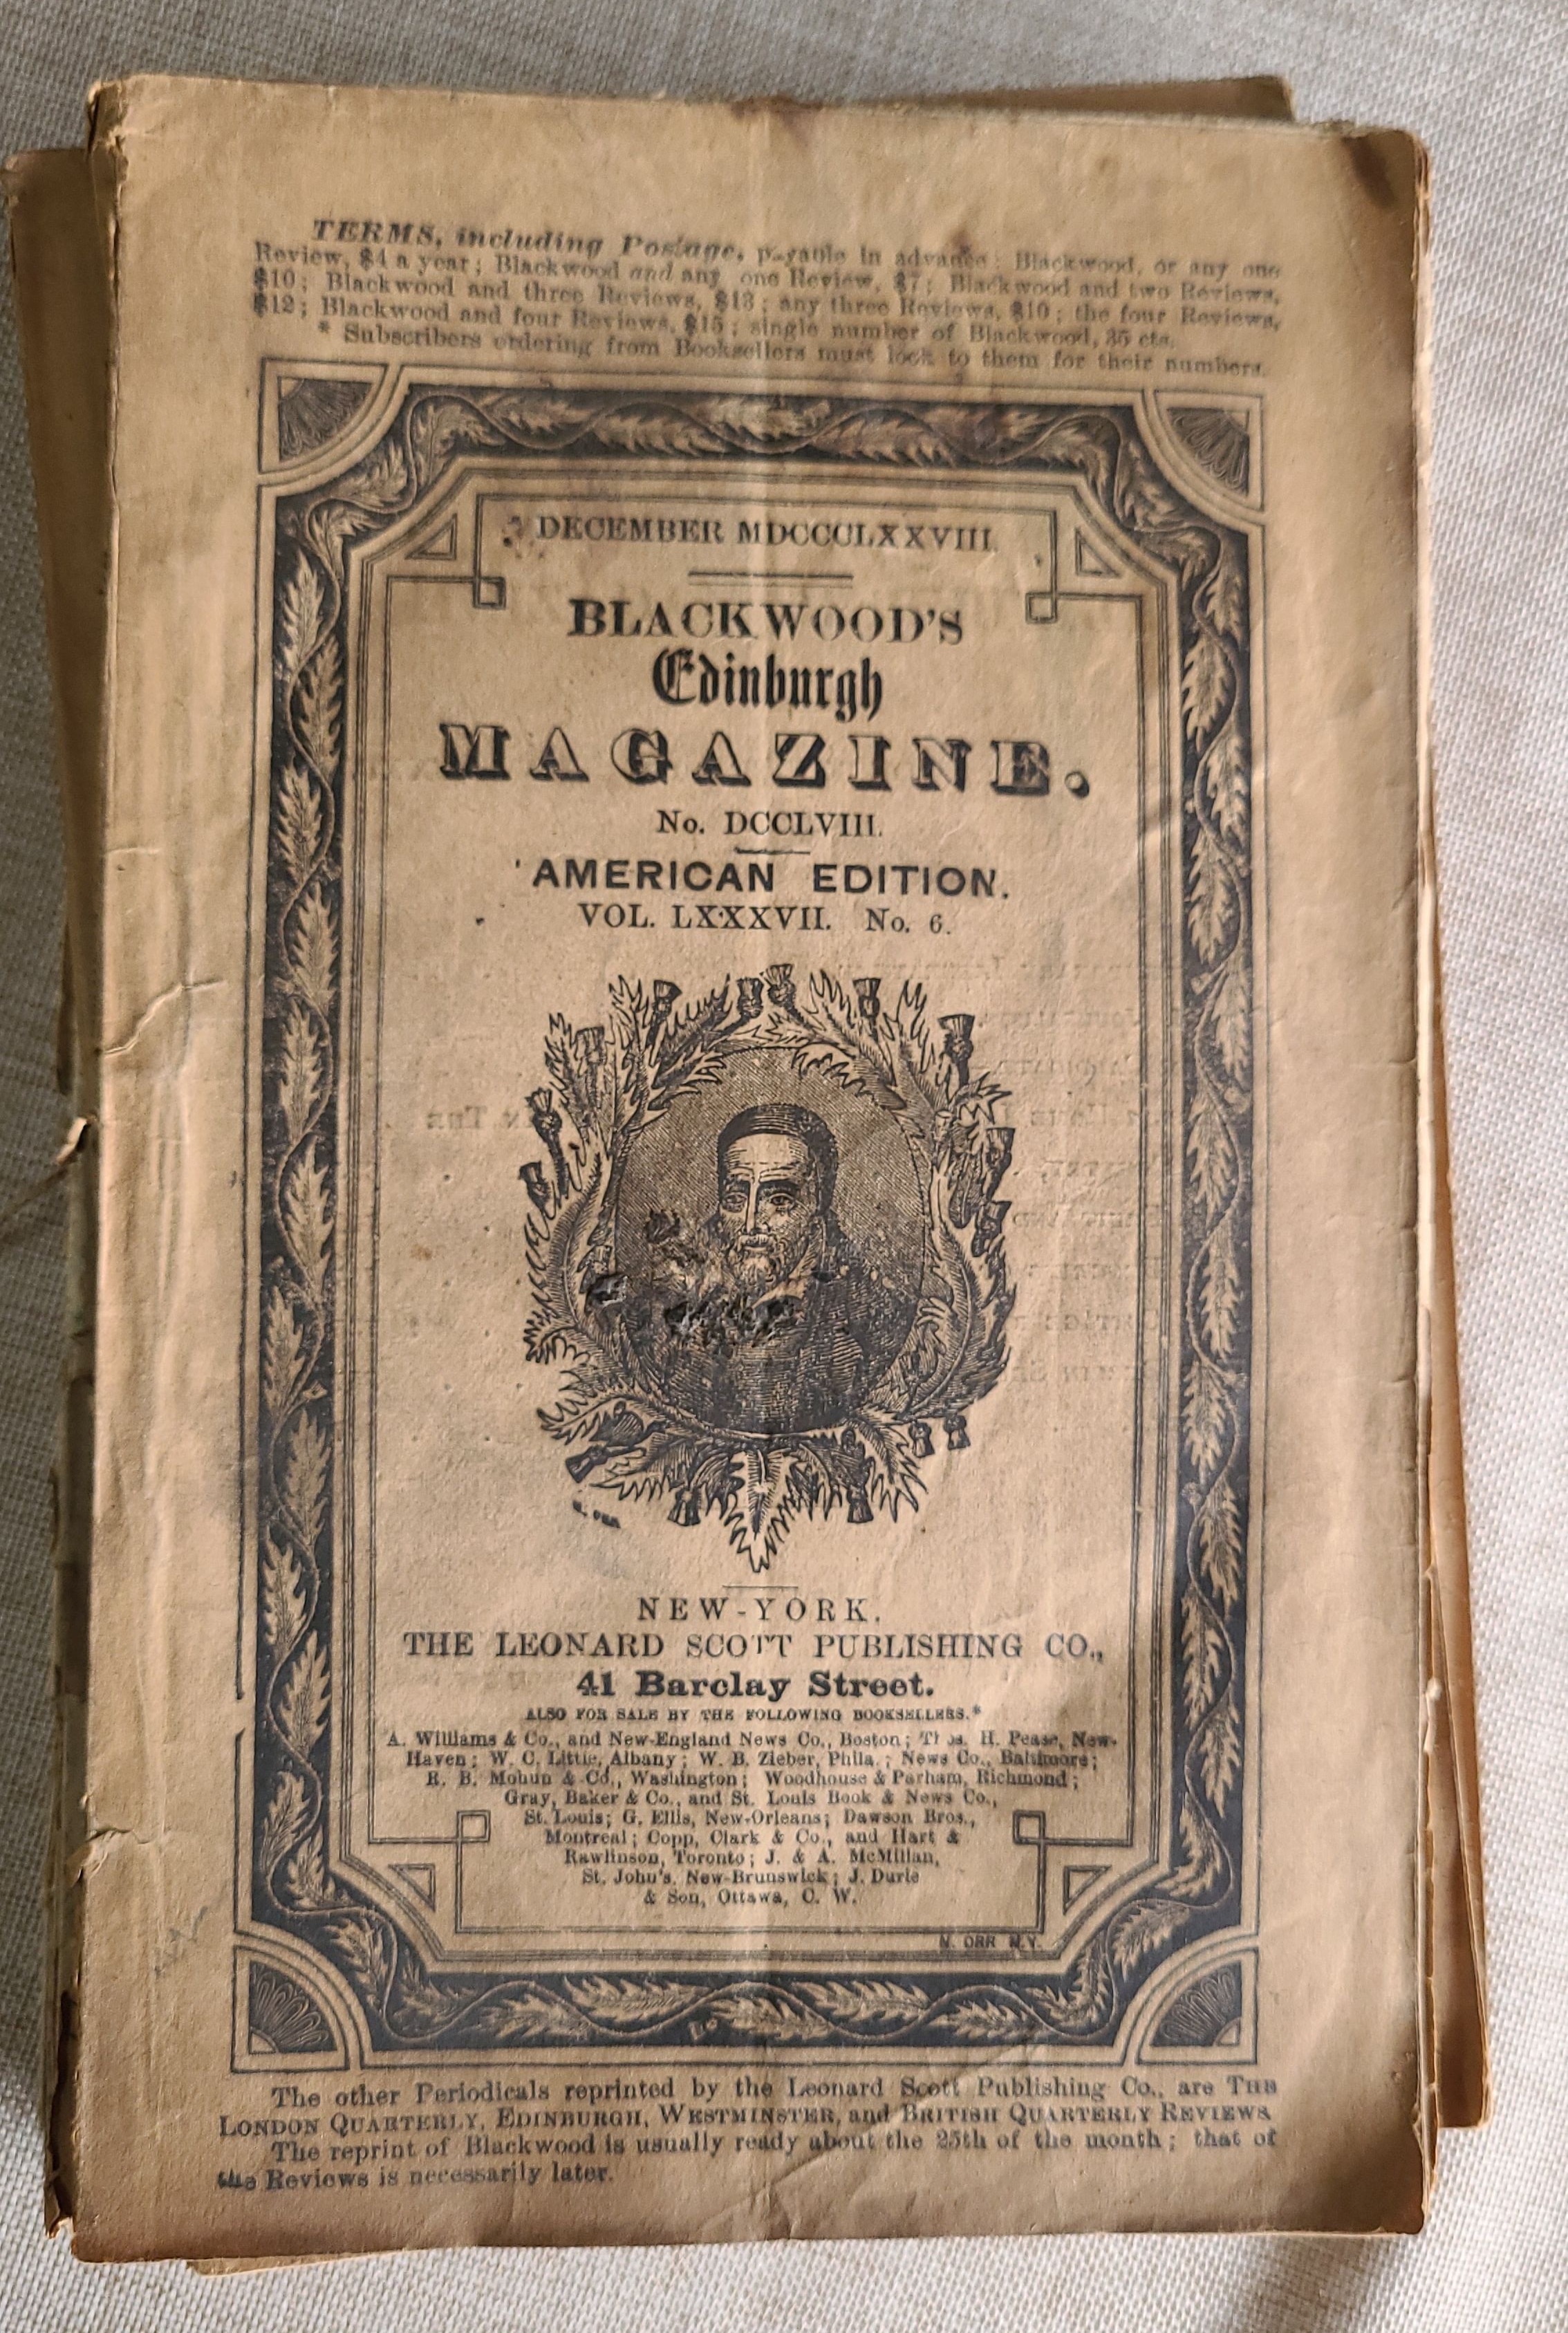 TERMS, including Postage, payable in advance: Blackwood, or any one
Review, $4 a year; Blackwood and any one Review, $7; Blackwood and two Reviews,
$10; Blackwood and three Reviews, $13; any three Reviews, $10; the four Reviews,
$12; Blackwood and four Reviews, $15; single number of Blackwood, 35 cts.
* Subscribers ordering from Booksellers must look to them for their numbers.
DECEMBER MDCCCLXXVIII.
BLACKWOOD'S
Edinburgh
MAGAZINE.
No. DCCLVIII.
AMERICAN EDITION.
VOL. LXXXVII. No. 6.
NEW-YORK.
THE LEONARD SCOTT PUBLISHING CO.,
41 Barclay Street.
ALSO FOR SALE BY THE FOLLOWING BOOKSELLERS.*
A. Williams & Co., and New-England News Co., Boston; Thos. H. Pease, New-
Haven; W. C. Little, Albany; W. B. Zieber, Phila.; News Co., Baltimore;
R. B. Mohun & Co., Washington; Woodhouse & Parham, Richmond;
Gray, Baker & Co., and St. Louis Book & News Co.,
St. Louis; G. Ellis, New-Orleans; Dawson Bros.,
Montreal; Copp, Clark & Co., and Hart &
Rawlinson, Toronto; J. & A. McMillan,
St. John's, New-Brunswick; J. Durie
& Son, Ottawa, C. W.
N. ORR N.Y.
The other Periodicals reprinted by the Leonard Scott Publishing Co., are THE
LONDON QUARTERLY, EDINBURGH, WESTMINSTER, and BRITISH QUARTERLY REVIEWS.
The reprint of Blackwood is usually ready about the 25th of the month; that of
the Reviews is necessarily later.